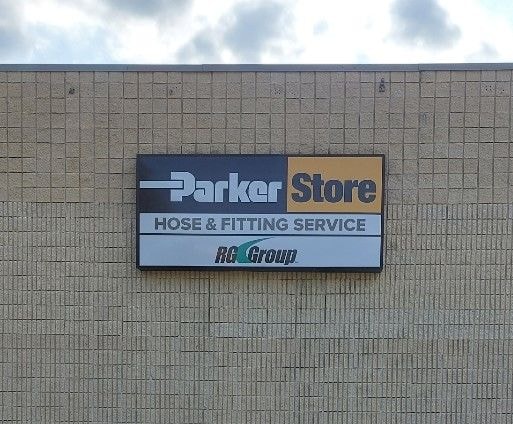 Parker Store
HOSE & FITTING SERVICE
RG Group